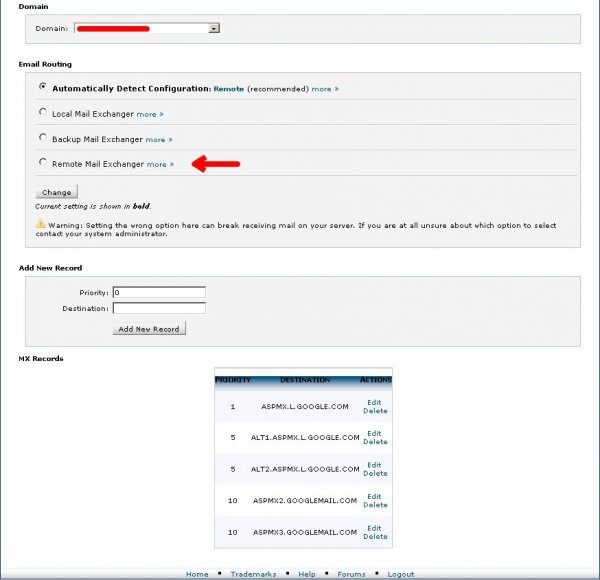 Domain
Domain:
Email Routing
Automatically Detect Configuration: Remote (recommended) more »
Local Mail Exchanger more »
Backup Mail Exchanger more »
Remote Mail Exchanger more »
Change
Current setting is shown in bold.
Warning: Setting the wrong option here can break receiving mail on your server. If you are at all unsure about which option to select
contact your system administrator.
Add New Record
Priority: 0
Destination:
Add New Record
MX Records
PRIORITY DESTINATION ACTIONS
1 ASPMX.L.GOOGLE.COM Edit
Delete
5 ALT1.ASPMX.L.GOOGLE.COM Edit
Delete
5 ALT2.ASPMX.L.GOOGLE.COM Edit
Delete
10 ASPMX2.GOOGLEMAIL.COM Edit
Delete
10 ASPMX3.GOOGLEMAIL.COM Edit
Delete
Home ▪ Trademarks ▪ Help ▪ Forums ▪ Logout